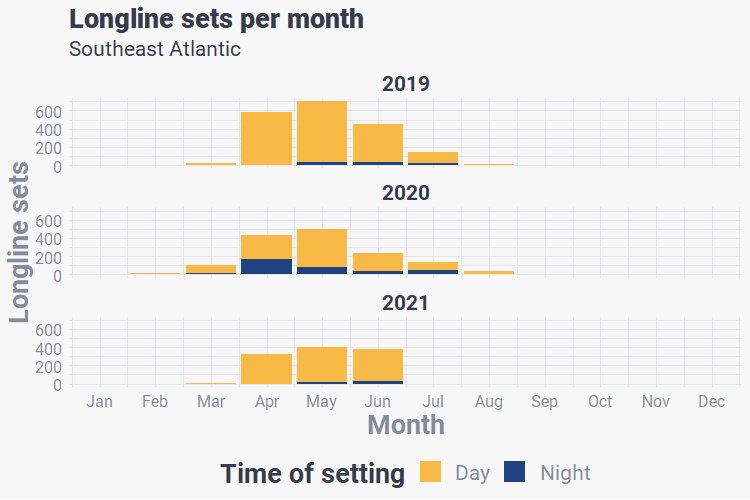 Longline sets per month
Southeast Atlantic
2019
600
400
200
0
2020
600
400
200
0
2021
600
400
200
0
Longline sets
Jan Feb Mar Apr May Jun Jul Aug Sep Oct Nov Dec
Month
Time of setting Day Night